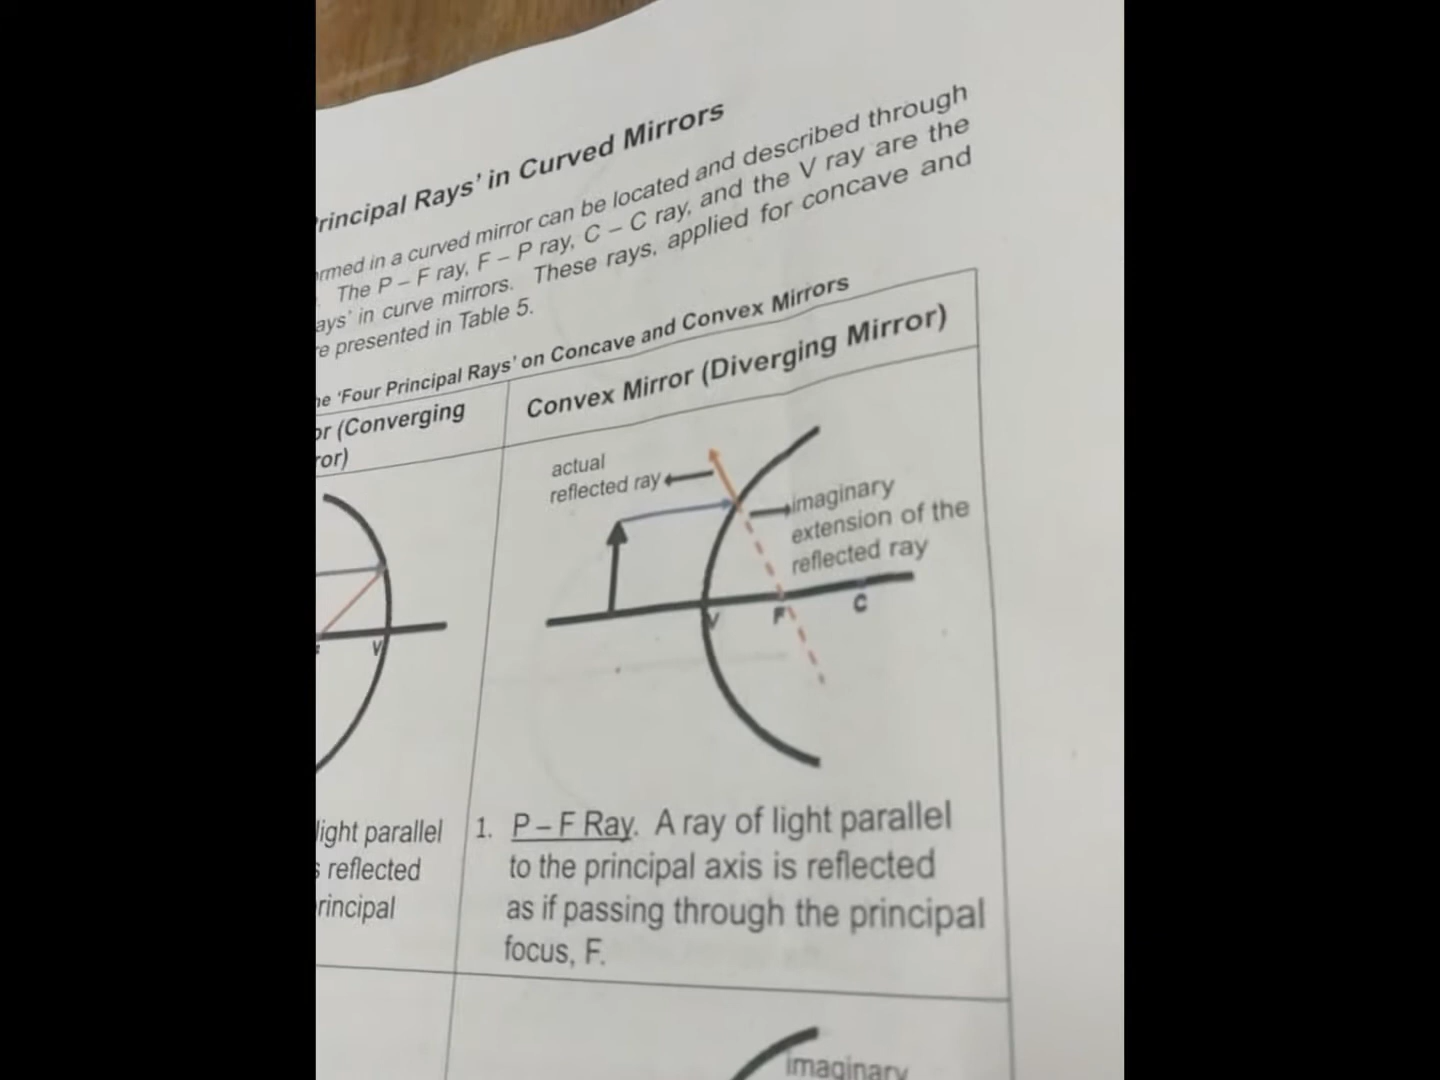 Principal Rays' in Curved Mirrors
ormed in a curved mirror can be located and described through
. The P – F ray, F – P ray, C – C ray, and the V ray are the
ays' in curve mirrors. These rays, applied for concave and
re presented in Table 5.
he 'Four Principal Rays' on Concave and Convex Mirrors
or (Converging
ror)
V
light parallel
s reflected
rincipal
Convex Mirror (Diverging Mirror)
actual
reflected ray
imaginary
extension of the
reflected ray
V F C
1. P – F Ray. A ray of light parallel
to the principal axis is reflected
as if passing through the principal
focus, F.
imaginary